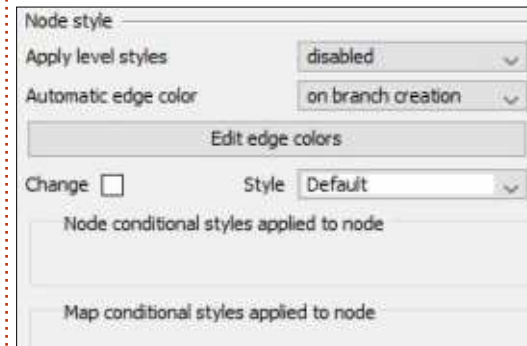 Node style
Apply level styles disabled
Automatic edge color on branch creation
Edit edge colors
Change Style Default
Node conditional styles applied to node
Map conditional styles applied to node